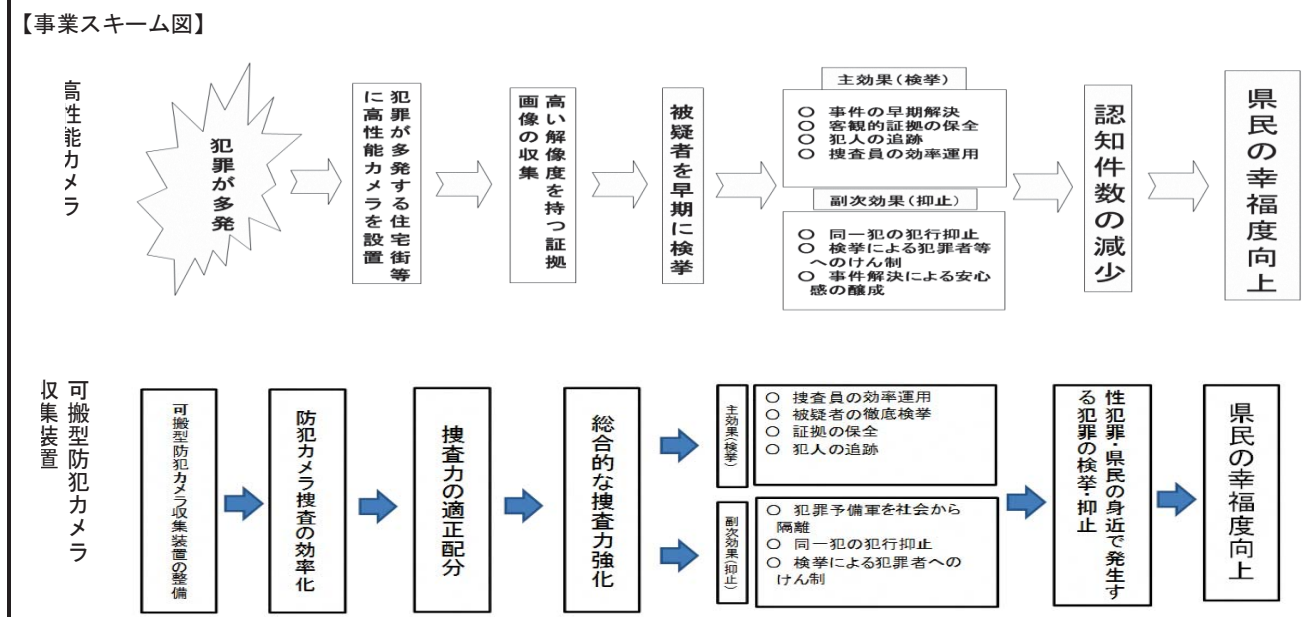 【事業スキーム図】
高性能カメラ
犯罪が多発
犯罪が多発する住宅街等
に高性能カメラを設置
高い解像度を持つ証拠
画像の収集
被疑者を早期に検挙
主効果(検挙)
○ 事件の早期解決
○ 客観的証拠の保全
○ 犯人の追跡
○ 捜査員の効率運用
副次効果(抑止)
○ 同一犯の犯行抑止
○ 検挙による犯罪者等
へのけん制
○ 事件解決による安心
感の醸成
認知件数の減少
県民の幸福度向上
可搬型防犯カメラ
収集装置
可搬型防犯カメラ収集装置の整備
防犯カメラ捜査の効率化
捜査力の適正配分
総合的な捜査力強化
主効果(検挙)
○ 捜査員の効率運用
○ 被疑者の徹底検挙
○ 証拠の保全
○ 犯人の追跡
副次効果(抑止)
○ 犯罪予備軍を社会から
隔離
○ 同一犯の犯行抑止
○ 検挙による犯罪者への
けん制
性犯罪・県民の身近で発生す
る犯罪の検挙・抑止
県民の幸福度向上